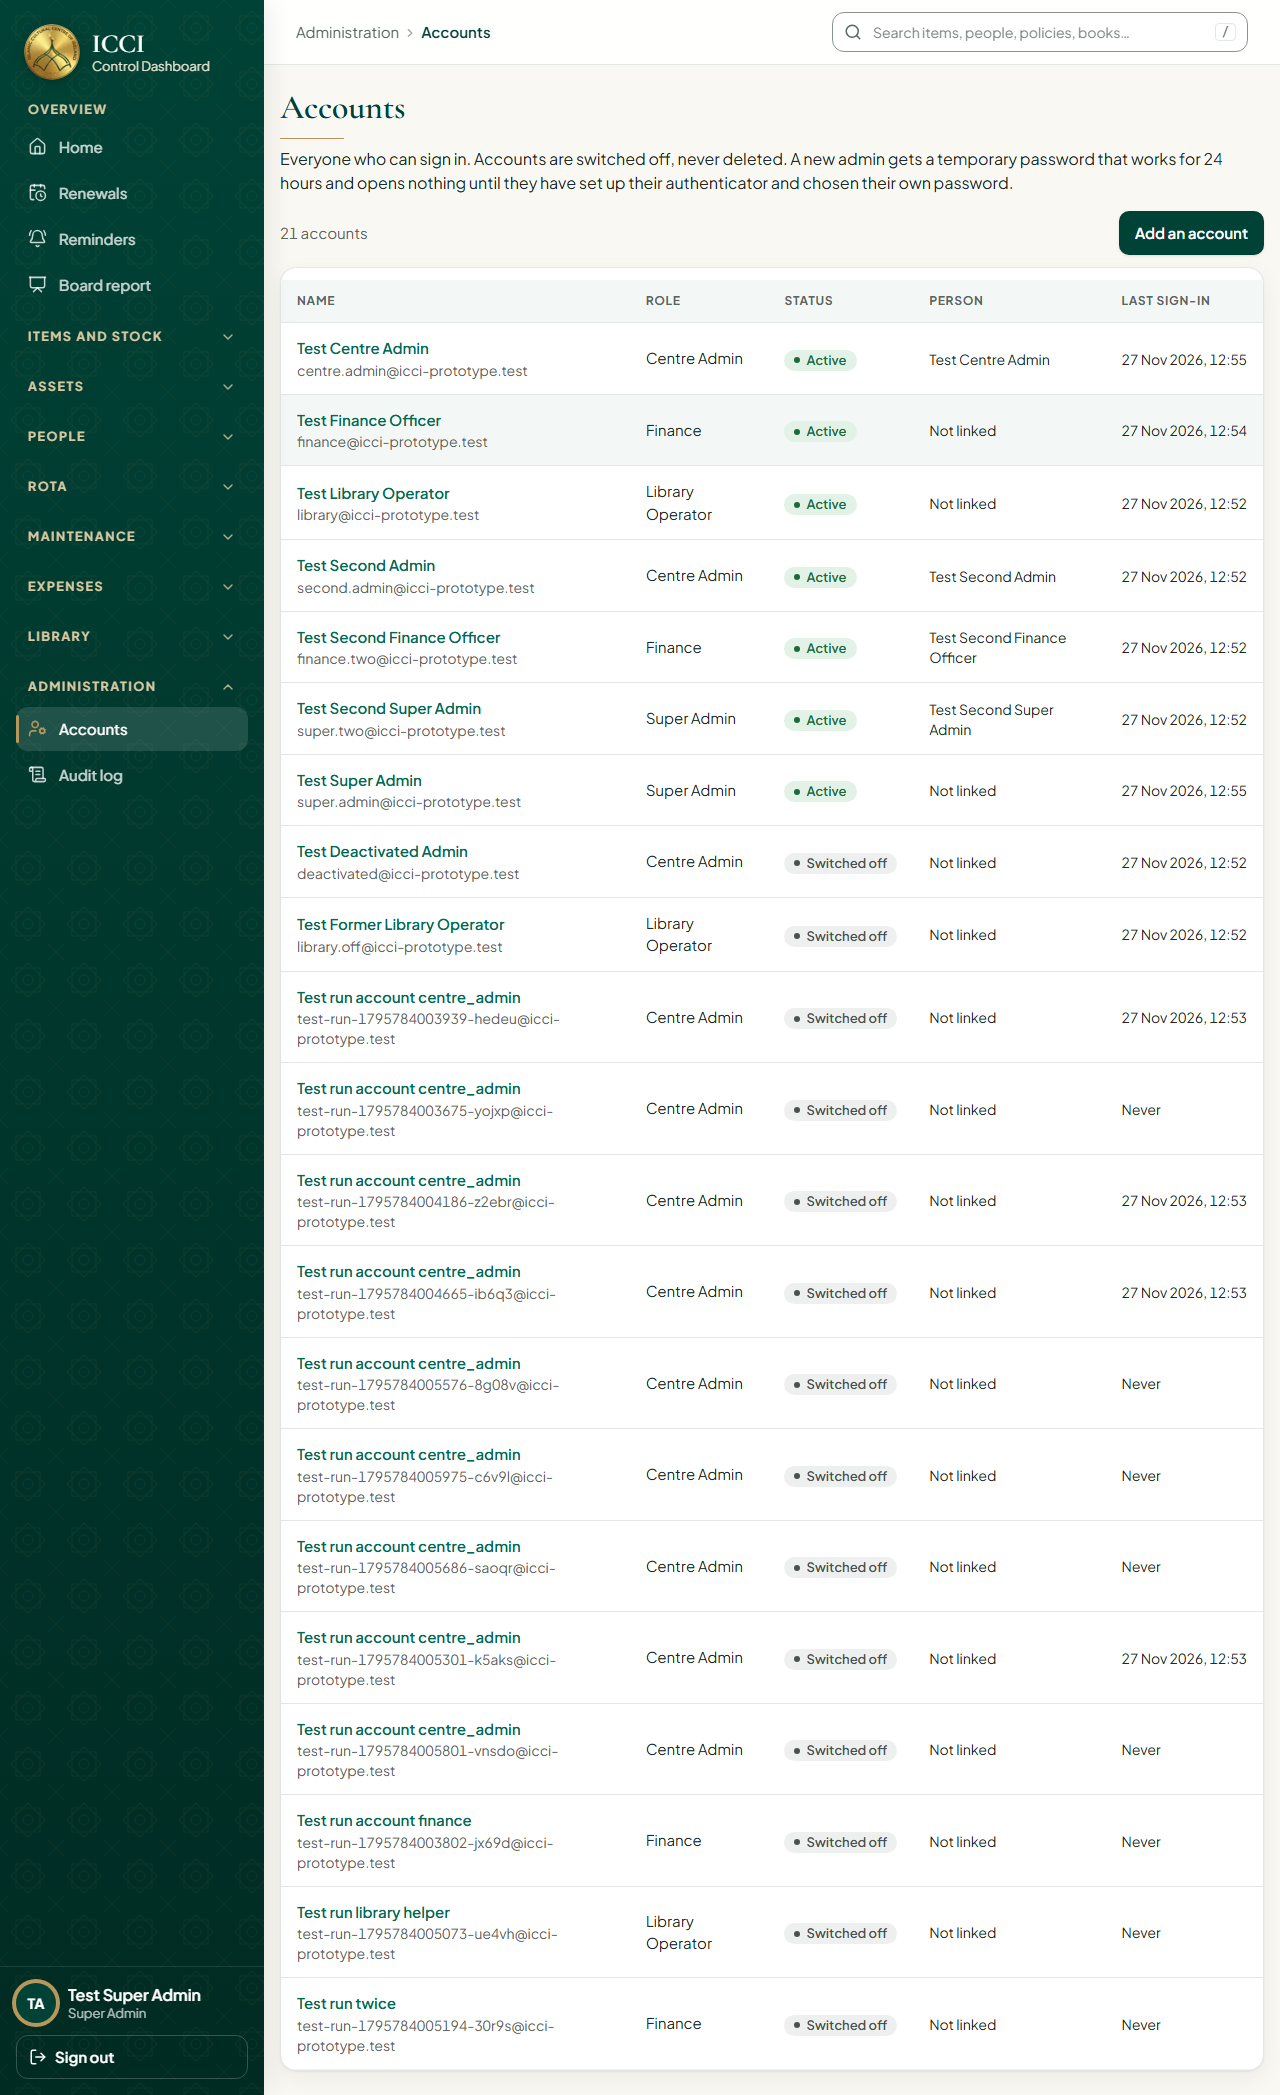 ICCI
Control Dashboard
OVERVIEW
Home
Renewals
Reminders
Board report
ITEMS AND STOCK
ASSETS
PEOPLE
ROTA
MAINTENANCE
EXPENSES
LIBRARY
ADMINISTRATION
Accounts
Audit log
TA
Test Super Admin
Super Admin
Sign out
Administration > Accounts
Search items, people, policies, books... /
Accounts
Everyone who can sign in. Accounts are switched off, never deleted. A new admin gets a temporary password that works for 24
hours and opens nothing until they have set up their authenticator and chosen their own password.
21 accounts
Add an account
NAME ROLE STATUS PERSON LAST SIGN-IN
Test Centre Admin
centre.admin@icci-prototype.test
Centre Admin Active Test Centre Admin 27 Nov 2026, 12:55
Test Finance Officer
finance@icci-prototype.test
Finance Active Not linked 27 Nov 2026, 12:54
Test Library Operator
library@icci-prototype.test
Library
Operator
Active Not linked 27 Nov 2026, 12:52
Test Second Admin
second.admin@icci-prototype.test
Centre Admin Active Test Second Admin 27 Nov 2026, 12:52
Test Second Finance Officer
finance.two@icci-prototype.test
Finance Active
Test Second Finance
Officer
27 Nov 2026, 12:52
Test Second Super Admin
super.two@icci-prototype.test
Super Admin Active
Test Second Super
Admin
27 Nov 2026, 12:52
Test Super Admin
super.admin@icci-prototype.test
Super Admin Active Not linked 27 Nov 2026, 12:55
Test Deactivated Admin
deactivated@icci-prototype.test
Centre Admin Switched off Not linked 27 Nov 2026, 12:52
Test Former Library Operator
library.off@icci-prototype.test
Library
Operator
Switched off Not linked 27 Nov 2026, 12:52
Test run account centre_admin
test-run-1795784003939-hedeu@icci-
prototype.test
Centre Admin Switched off Not linked 27 Nov 2026, 12:53
Test run account centre_admin
test-run-1795784003675-yojxp@icci-
prototype.test
Centre Admin Switched off Not linked Never
Test run account centre_admin
test-run-1795784004186-z2ebr@icci-
prototype.test
Centre Admin Switched off Not linked 27 Nov 2026, 12:53
Test run account centre_admin
test-run-1795784004665-ib6q3@icci-
prototype.test
Centre Admin Switched off Not linked 27 Nov 2026, 12:53
Test run account centre_admin
test-run-1795784005576-8g08v@icci-
prototype.test
Centre Admin Switched off Not linked Never
Test run account centre_admin
test-run-1795784005975-c6v9l@icci-
prototype.test
Centre Admin Switched off Not linked Never
Test run account centre_admin
test-run-1795784005686-saoqr@icci-
prototype.test
Centre Admin Switched off Not linked Never
Test run account centre_admin
test-run-1795784005301-k5aks@icci-
prototype.test
Centre Admin Switched off Not linked 27 Nov 2026, 12:53
Test run account centre_admin
test-run-1795784005801-vnsdo@icci-
prototype.test
Centre Admin Switched off Not linked Never
Test run account finance
test-run-1795784003802-jx69d@icci-
prototype.test
Finance Switched off Not linked Never
Test run library helper
test-run-1795784005073-ue4vh@icci-
prototype.test
Library
Operator
Switched off Not linked Never
Test run twice
test-run-1795784005194-30r9s@icci-
prototype.test
Finance Switched off Not linked Never